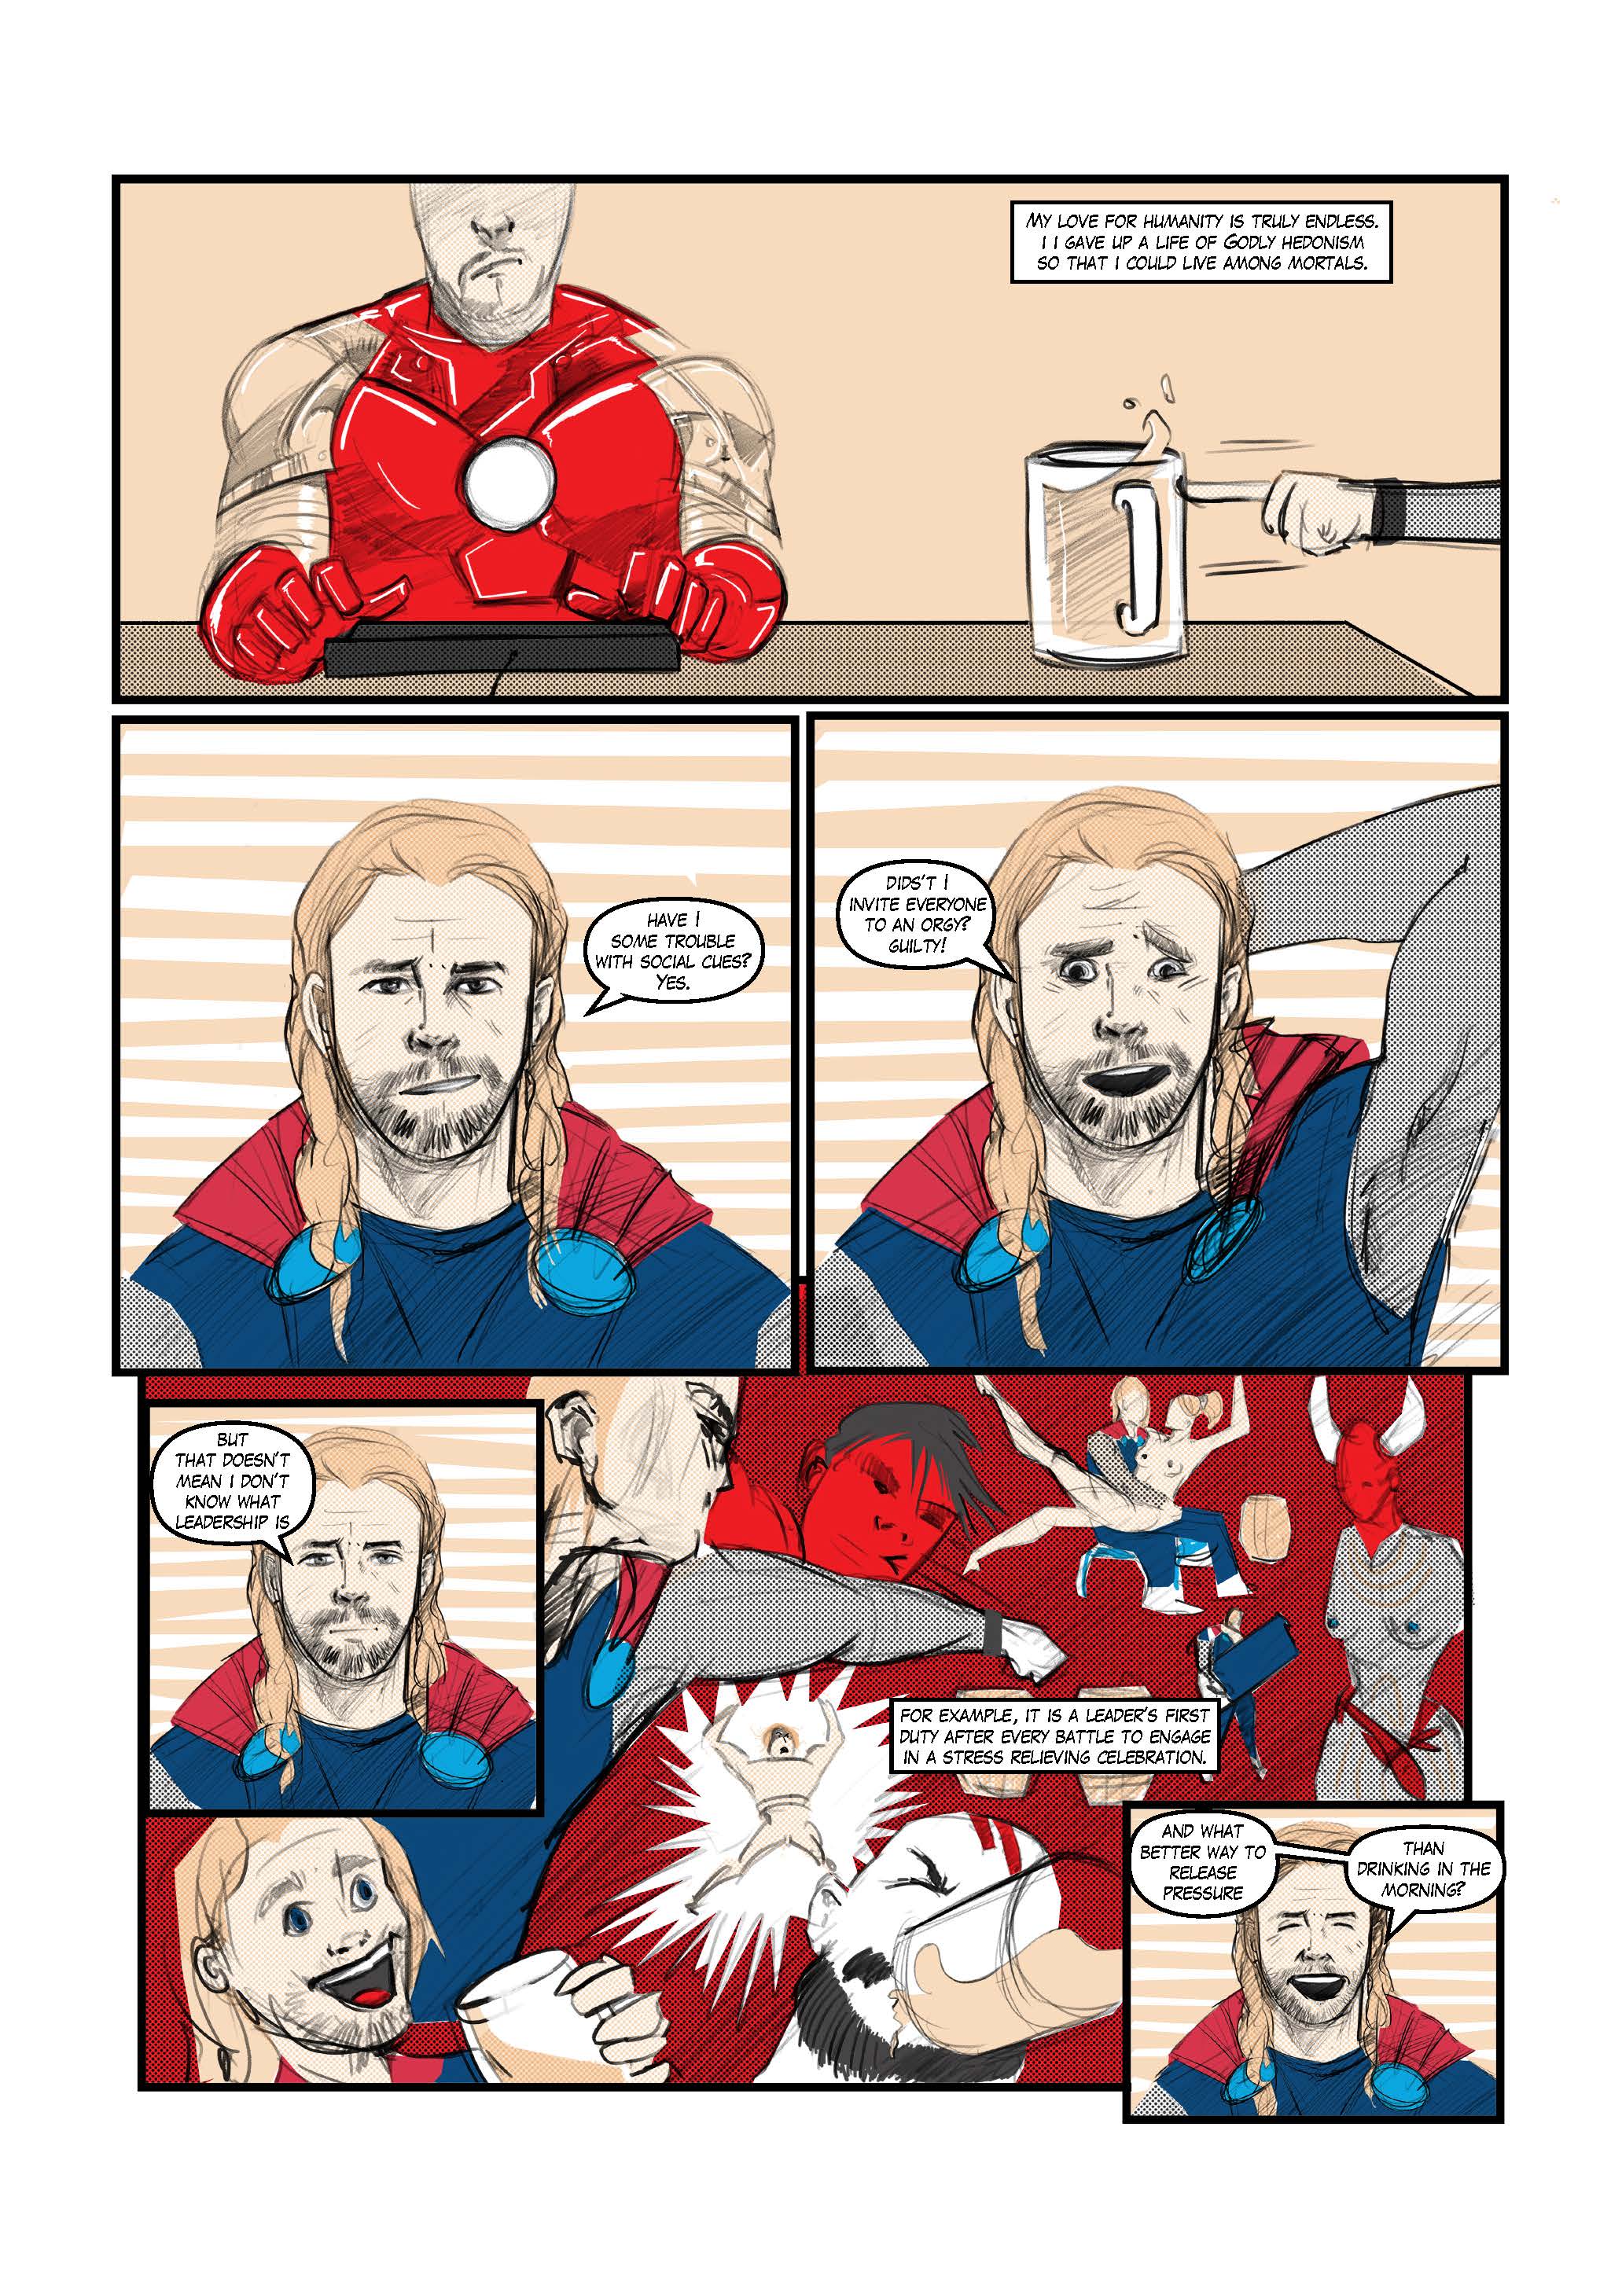 My love for humanity is truly endless.
I I gave up a life of Godly hedonism
so that I could live among mortals.
HAVE I
SOME TROUBLE
WITH SOCIAL CUES?
YES.
DIDS'T I
INVITE EVERYONE
TO AN ORGY?
GUILTY!
BUT
THAT DOESN'T
MEAN I DON'T
KNOW WHAT
LEADERSHIP IS
FOR EXAMPLE, IT IS A LEADER'S FIRST
DUTY AFTER EVERY BATTLE TO ENGAGE
IN A STRESS RELIEVING CELEBRATION.
AND WHAT
BETTER WAY TO
RELEASE
PRESSURE
THAN
DRINKING IN THE
MORNING?